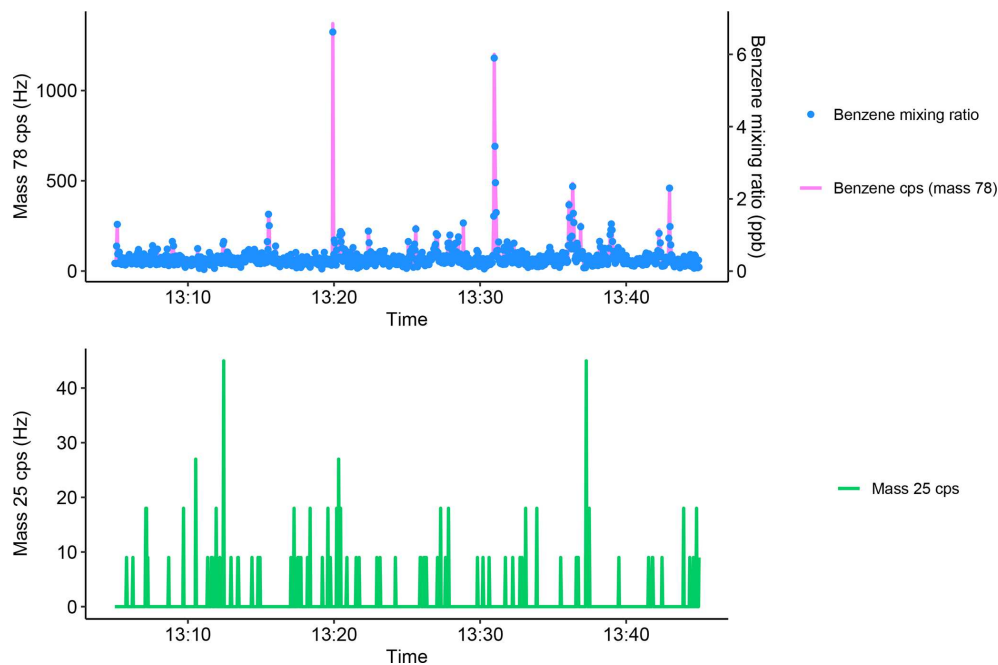 Mass 78 cps (Hz)
1000
500
0
6
4
2
0
Benzene mixing
ratio (ppb)
13:10 13:20 13:30 13:40
Time
Benzene mixing ratio
Benzene cps (mass 78)
Mass 25 cps (Hz)
40
30
20
10
0
13:10 13:20 13:30 13:40
Time
Mass 25 cps